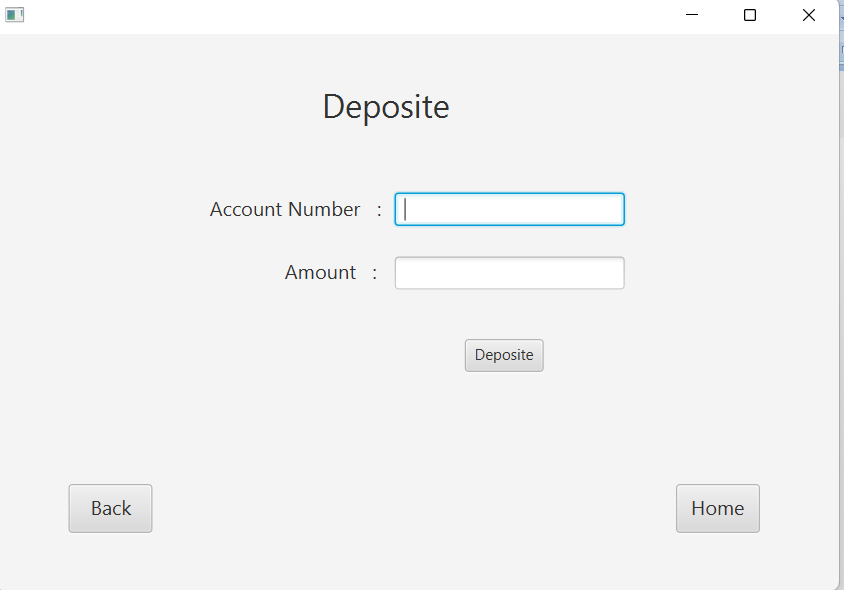 Deposite
Account Number :
Amount :
Deposite
Back
Home